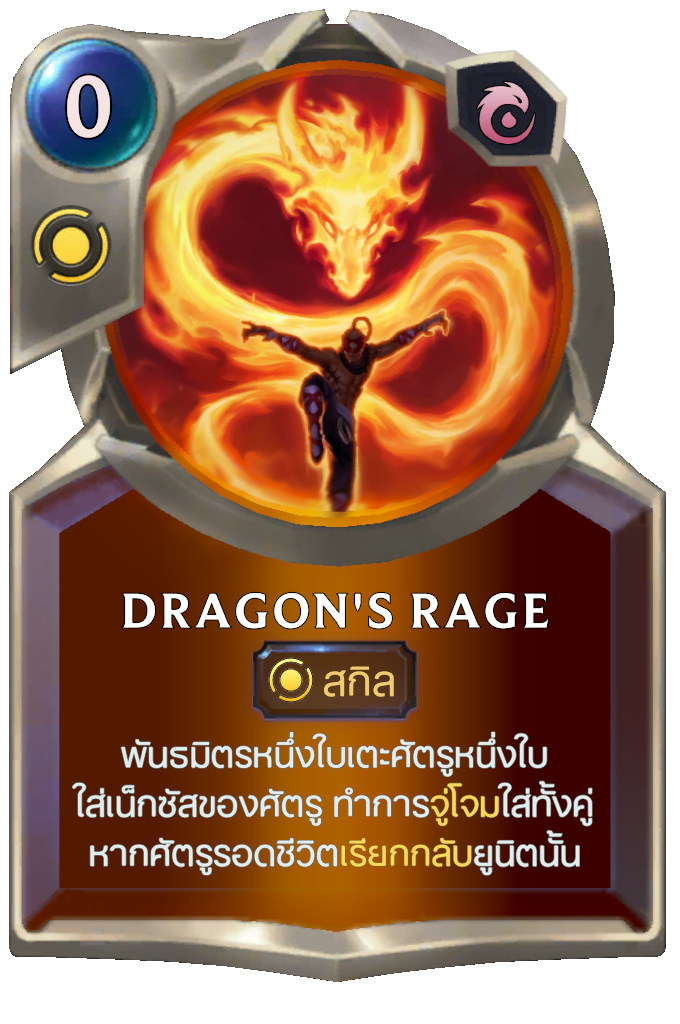 0
DRAGON'S RAGE
สกิล
พันธมิตรหนึ่งใบเตะศัตรูหนึ่งใบ
ใส่เน็กซัสของศัตรู ทำการจู่โจมใส่ทั้งคู่
หากศัตรูรอดชีวิตเรียกกลับยูนิตนั้น